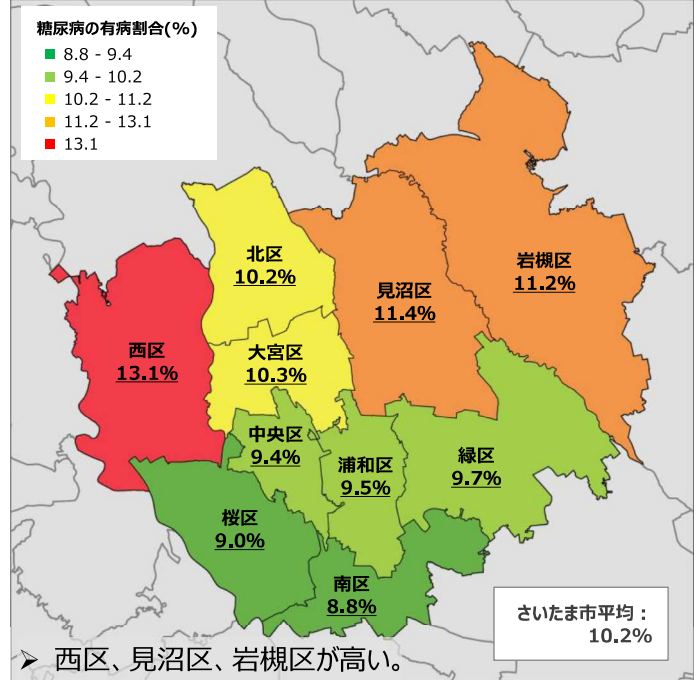 糖尿病の有病割合(%)
8.8 - 9.4
9.4 - 10.2
10.2 - 11.2
11.2 - 13.1
13.1
北区
10.2%
岩槻区
11.2%
見沼区
11.4%
西区
13.1%
大宮区
10.3%
中央区
9.4%
浦和区
9.5%
緑区
9.7%
桜区
9.0%
南区
8.8%
さいたま市平均：
10.2%
➢ 西区、見沼区、岩槻区が高い。